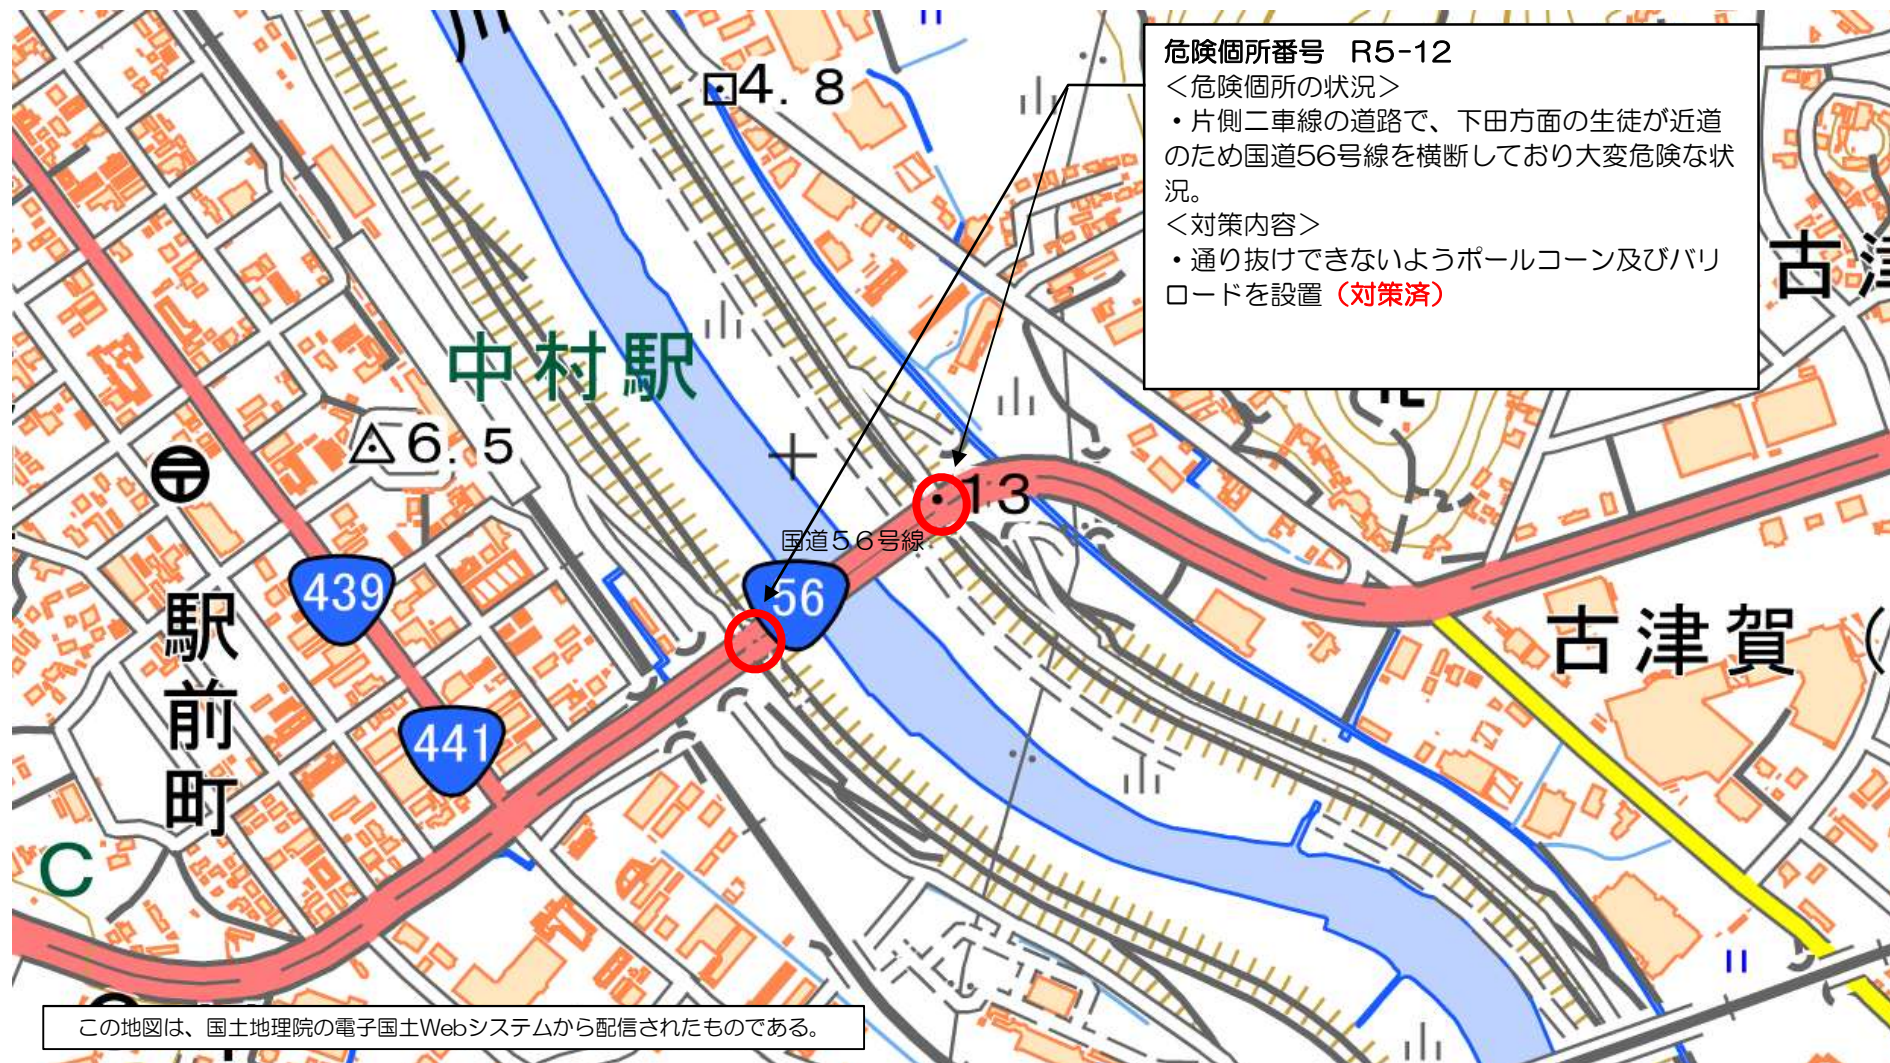 危険個所番号　R5-12
＜危険個所の状況＞
・片側二車線の道路で、下田方面の生徒が近道
のため国道56号線を横断しており大変危険な状
況。
＜対策内容＞
・通り抜けできないようポールコーン及びバリ
ロードを設置（対策済）
4.8
古津
中村駅
6.5
13
国道５６号線
56
439
駅前町
古津賀（
441
C
この地図は、国土地理院の電子国土Webシステムから配信されたものである。